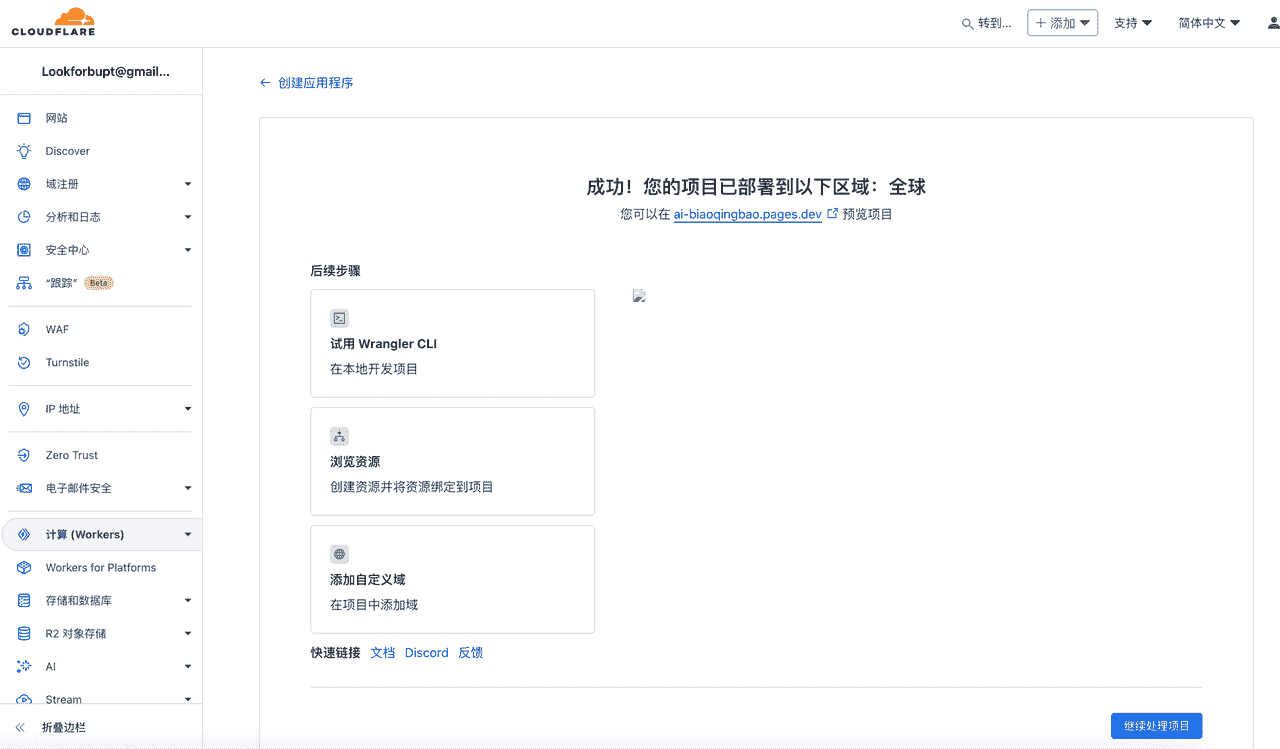 CLOUDFLARE
转到...
添加
支持
简体中文
Lookforbupt@gmail...
网站
Discover
域注册
分析和日志
安全中心
“跟踪” Beta
WAF
Turnstile
IP 地址
Zero Trust
电子邮件安全
计算 (Workers)
Workers for Platforms
存储和数据库
R2 对象存储
AI
Stream
折叠边栏
创建应用程序
成功！您的项目已部署到以下区域：全球
您可以在 ai-biaoqingbao.pages.dev 预览项目
后续步骤
试用 Wrangler CLI
在本地开发项目
浏览资源
创建资源并将资源绑定到项目
添加自定义域
在项目中添加域
快速链接 文档 Discord 反馈
继续处理项目